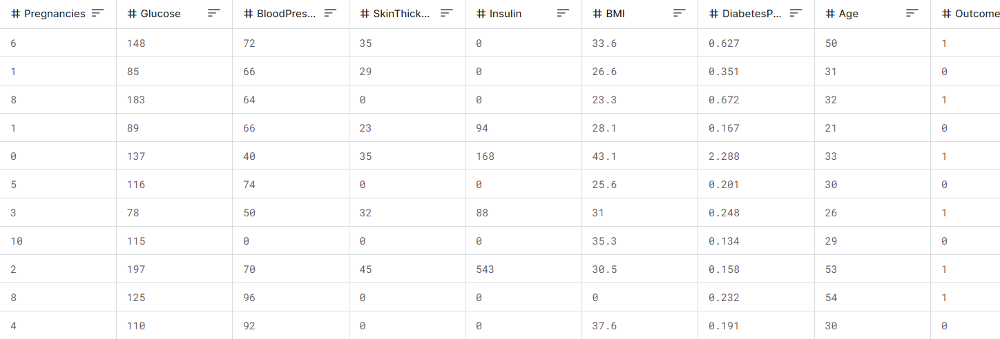 # Pregnancies # Glucose # BloodPres... # SkinThick... # Insulin # BMI # DiabetesP... # Age # Outcome
6 148 72 35 0 33.6 0.627 50 1
1 85 66 29 0 26.6 0.351 31 0
8 183 64 0 0 23.3 0.672 32 1
1 89 66 23 94 28.1 0.167 21 0
0 137 40 35 168 43.1 2.288 33 1
5 116 74 0 0 25.6 0.201 30 0
3 78 50 32 88 31 0.248 26 1
10 115 0 0 0 35.3 0.134 29 0
2 197 70 45 543 30.5 0.158 53 1
8 125 96 0 0 0 0.232 54 1
4 110 92 0 0 37.6 0.191 30 0